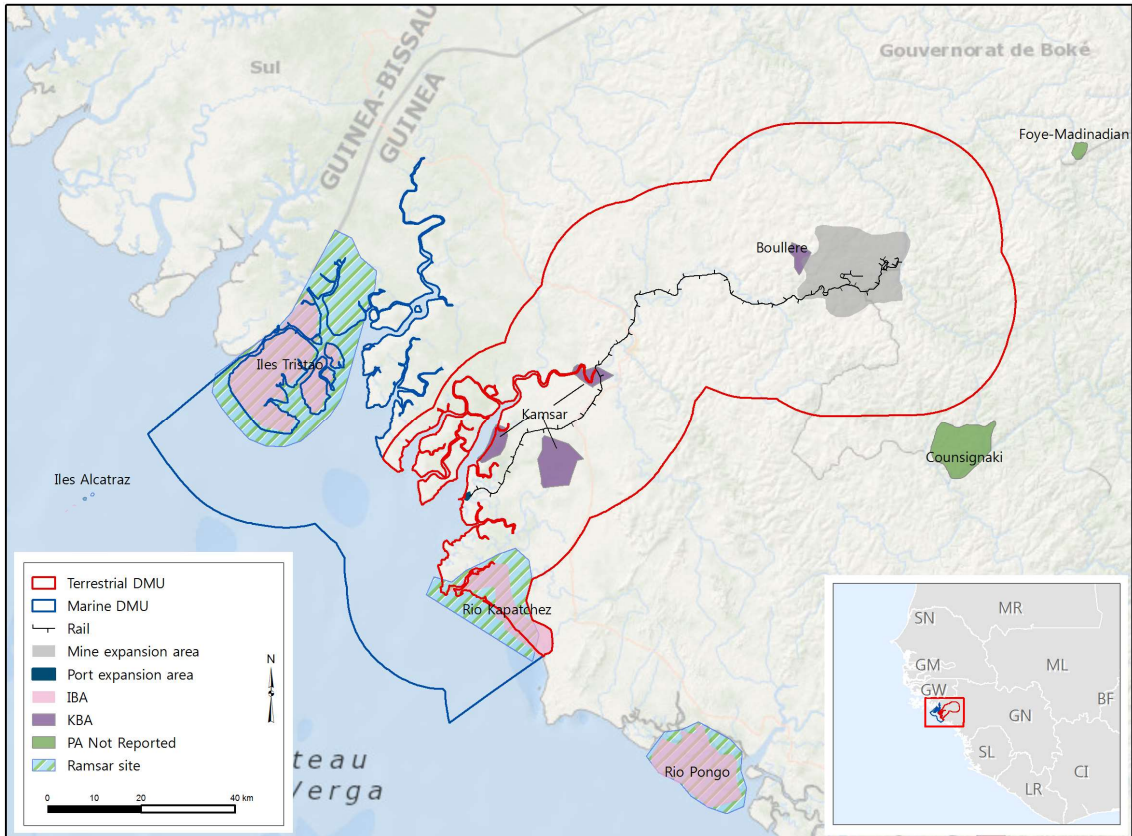 Sul
GUINEA-BISSAU
GUINEA
Gouvernorat de Boké
Foye-Madinadian
Boullere
Iles Tristao
Kamsar
Counsignaki
Iles Alcatraz
Rio Kapatchez
Rio Pongo
teau
Verga
Terrestrial DMU
Marine DMU
Rail
Mine expansion area
Port expansion area
IBA
KBA
PA Not Reported
Ramsar site
N
0 10 20 40 km
MR
SN
GM
ML
GW
BF
GN
SL
CI
LR